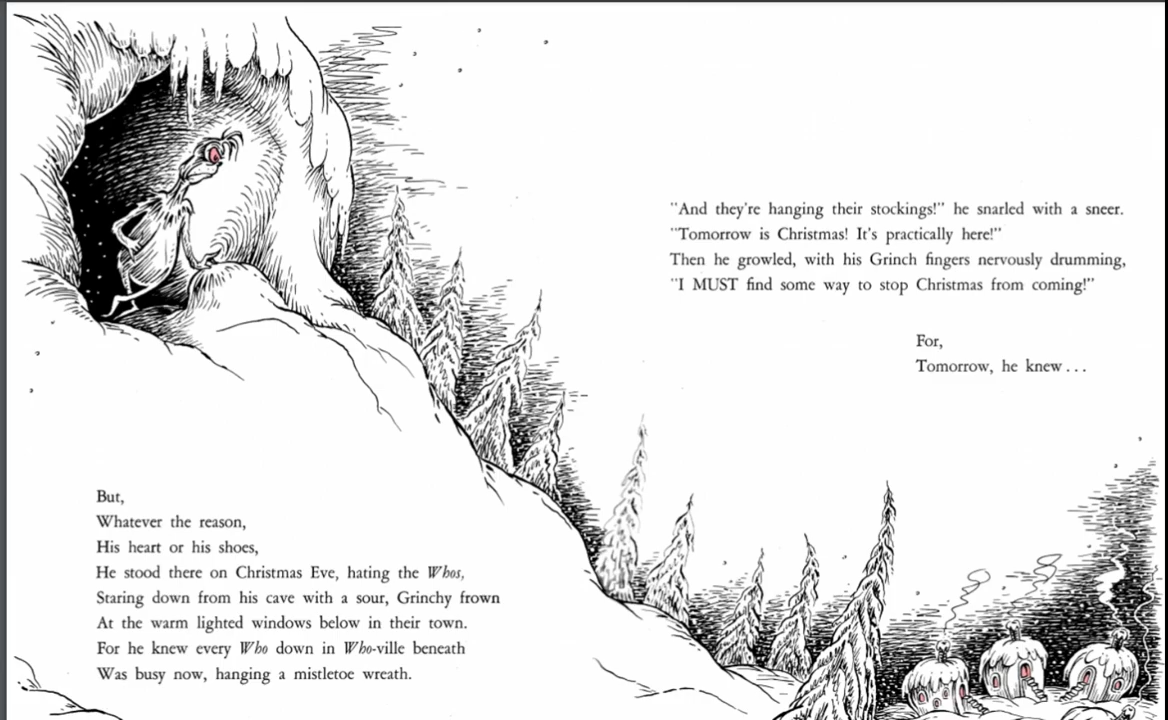 But,
Whatever the reason,
His heart or his shoes,
He stood there on Christmas Eve, hating the Whos,
Staring down from his cave with a sour, Grinchy frown
At the warm lighted windows below in their town.
For he knew every Who down in Who-ville beneath
Was busy now, hanging a mistletoe wreath.
"And they're hanging their stockings!" he snarled with a sneer.
"Tomorrow is Christmas! It's practically here!"
Then he growled, with his Grinch fingers nervously drumming,
"I MUST find some way to stop Christmas from coming!"
For,
Tomorrow, he knew...